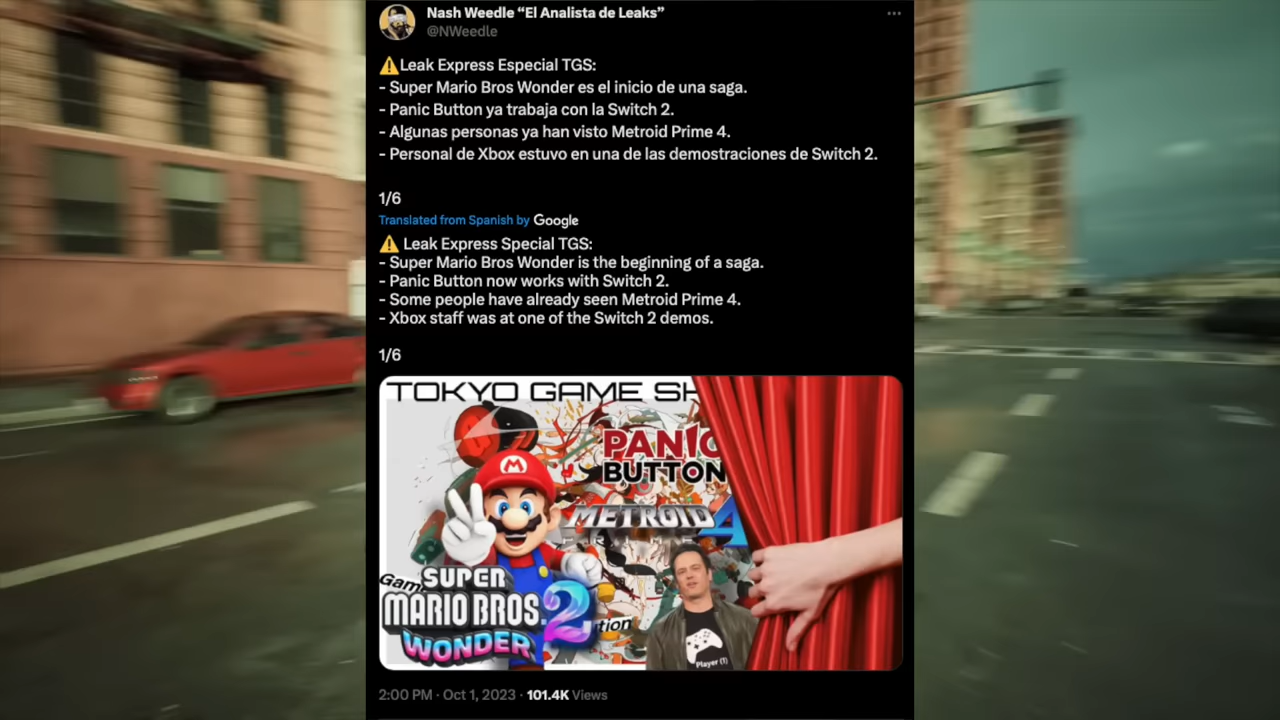 Nash Weedle “El Analista de Leaks”
@NWeedle
⚠️Leak Express Especial TGS:
- Super Mario Bros Wonder es el inicio de una saga.
- Panic Button ya trabaja con la Switch 2.
- Algunas personas ya han visto Metroid Prime 4.
- Personal de Xbox estuvo en una de las demostraciones de Switch 2.
1/6
Translated from Spanish by Google
⚠️ Leak Express Special TGS:
- Super Mario Bros Wonder is the beginning of a saga.
- Panic Button now works with Switch 2.
- Some people have already seen Metroid Prime 4.
- Xbox staff was at one of the Switch 2 demos.
1/6
TOKYO GAME SH
PANIC
BUTTON
METROID
PRIME 4
Gam
SUPER
MARIO BROS.
WONDER 2
tion
Player (1)
2:00 PM · Oct 1, 2023 · 101.4K Views